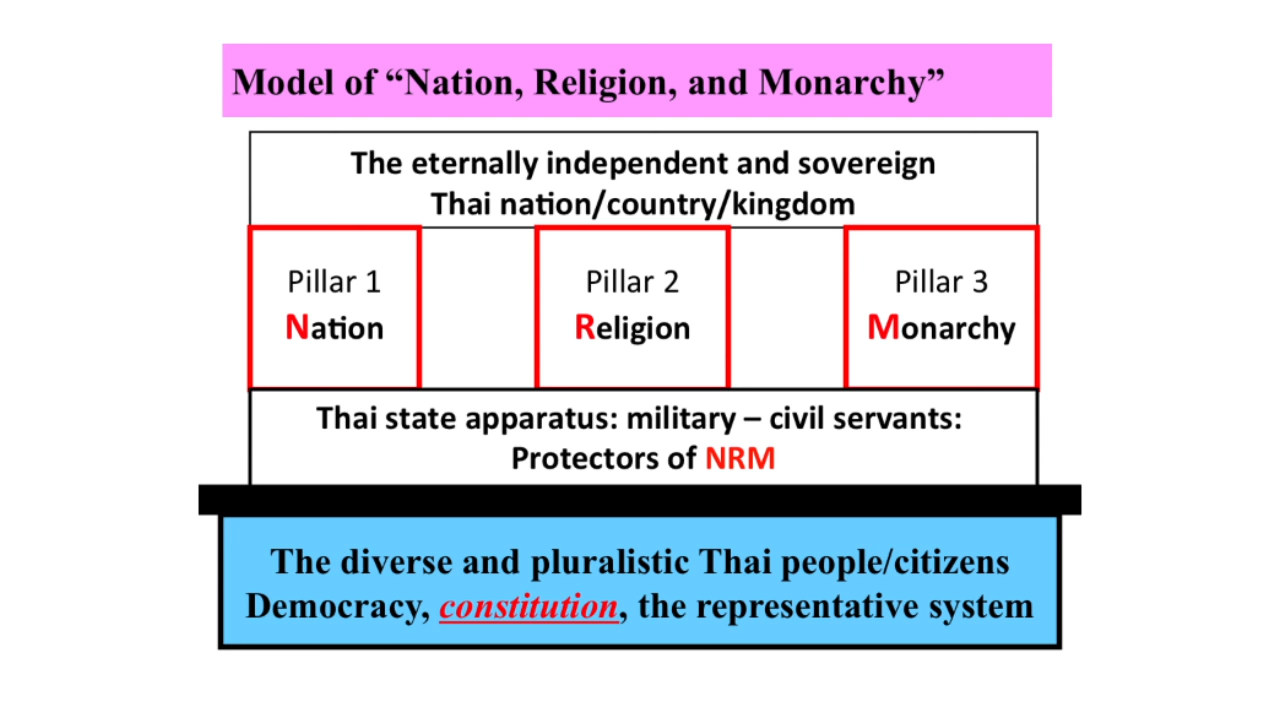 Model of “Nation, Religion, and Monarchy”
The eternally independent and sovereign
Thai nation/country/kingdom
Pillar 1
Nation
Pillar 2
Religion
Pillar 3
Monarchy
Thai state apparatus: military – civil servants:
Protectors of NRM
The diverse and pluralistic Thai people/citizens
Democracy, constitution, the representative system